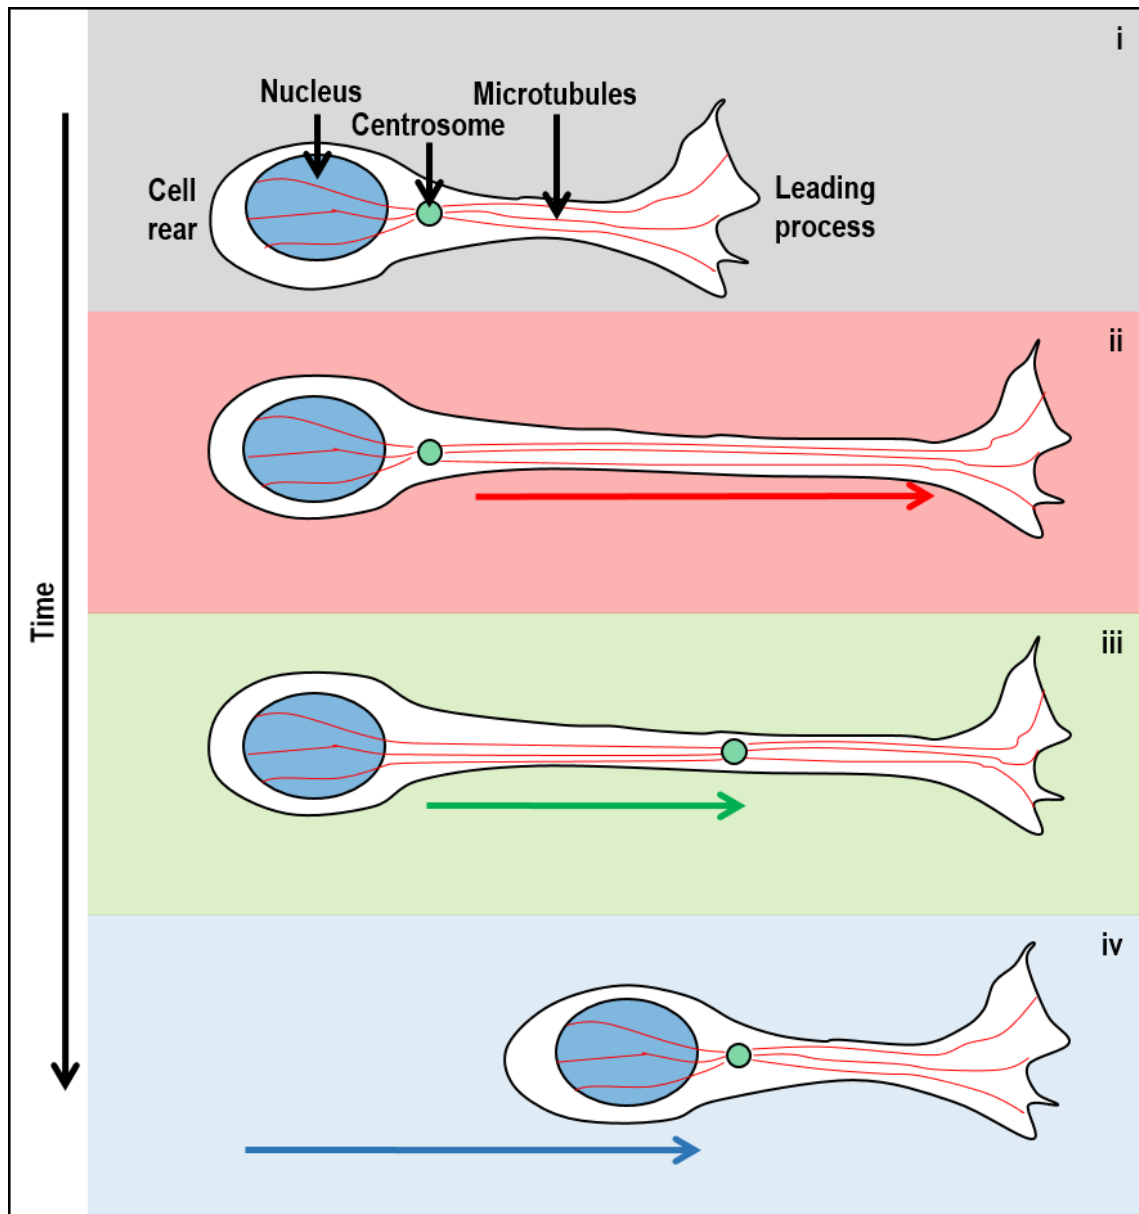 i
Nucleus
Centrosome
Microtubules
Cell
rear
Leading
process
ii
Time
iii
iv